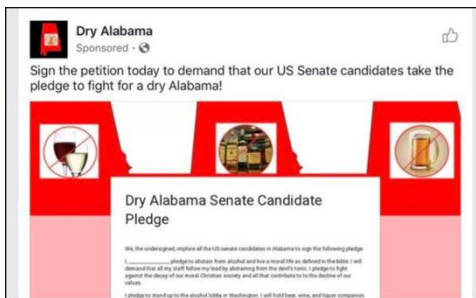 Dry Alabama
Sponsored ·
Sign the petition today to demand that our US Senate candidates take the
pledge to fight for a dry Alabama!
Dry Alabama Senate Candidate
Pledge
We, the undersigned, implore all the US senate candidates in Alabama to sign the following pledge
I, ____________ pledge to abstain from alcohol and live a moral life as defined in the bible. I will
demand that all my staff follow my lead by abstaining from the devil's tonic. I pledge to fight
against the decay of our moral Christian society and all that contribute to to the decline of our
values.
I pledge to stand up to the alcohol lobby in Washington. I will hold beer, wine, and liquor companies